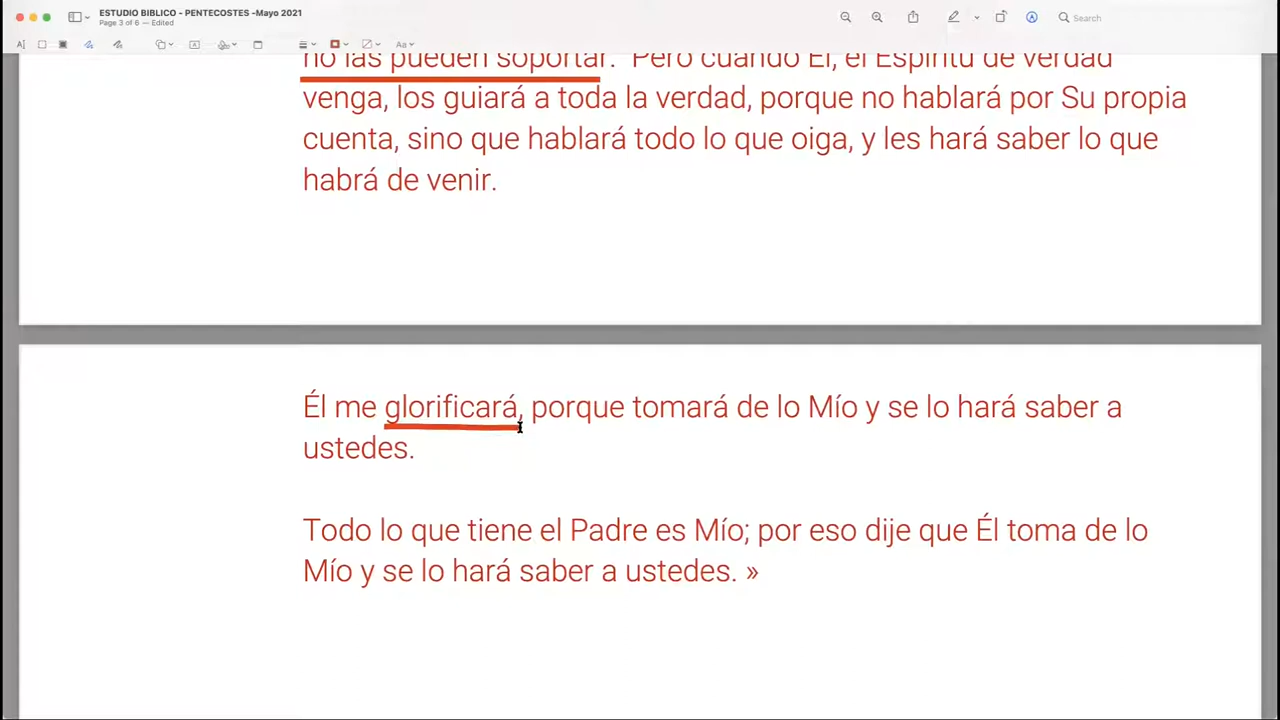 ESTUDIO BIBLICO - PENTECOSTES -Mayo 2021
Page 3 of 6 — Edited
Search
Aa
no las pueden soportar. Pero cuando Él, el Espíritu de verdad
venga, los guiará a toda la verdad, porque no hablará por Su propia
cuenta, sino que hablará todo lo que oiga, y les hará saber lo que
habrá de venir.
Él me glorificará, porque tomará de lo Mío y se lo hará saber a
ustedes.
Todo lo que tiene el Padre es Mío; por eso dije que Él toma de lo
Mío y se lo hará saber a ustedes. »